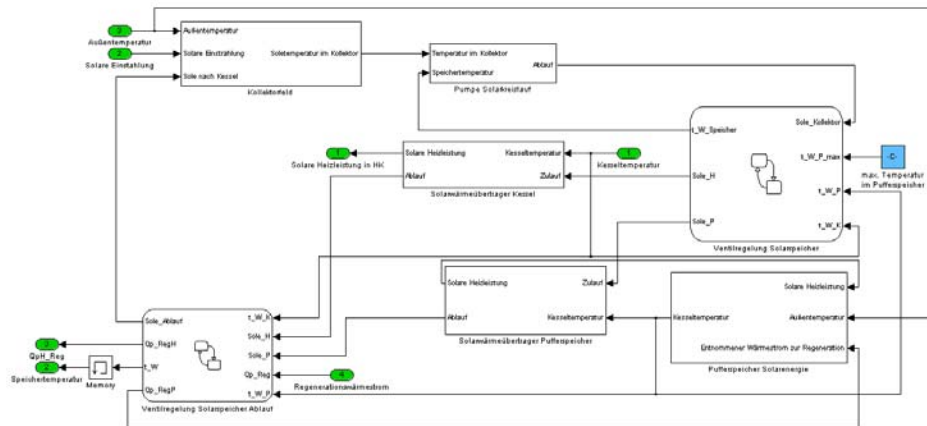 3
Außentemperatur
2
Solare Einstahlung
Außentemperatur
Solare Einstrahlung
Sole nach Kessel
Soletemperatur im Kollektor
Kollektorfeld
Temperatur im Kollektor
Speichertemperatur
Ablauf
Pumpe Solarkreislauf
t_W_Speicher
Sole_H
Sole_P
Sole_Kollektor
t_W_P_max
t_W_P
t_W_K
Ventilregelung Solarspeicher
-C-
max. Temperatur
im Pufferspeicher
1
Solare Heizleistung in HK
Solare Heizleistung
Ablauf
Kesseltemperatur
Zulauf
Solarwärmeübertager Kessel
1
Kesseltemperatur
Solare Heizleistung
Ablauf
Zulauf
Kesseltemperatur
Solarwärmeübertager Pufferspeicher
Kesseltemperatur
Solare Heizleistung
Außentemperatur
Entnommener Wärmestrom zur Regeneration
Pufferspeicher Solarenergie
Sole_Ablauf
Qp_RegH
t_W
Qp_RegP
t_W_K
Sole_H
Sole_P
Qp_Reg
t_W_P
Ventilregelung Solarspeicher Ablauf
3
QpH_Reg
2
Speichertemperatur
Memory
4
Regenerationswärmestrom